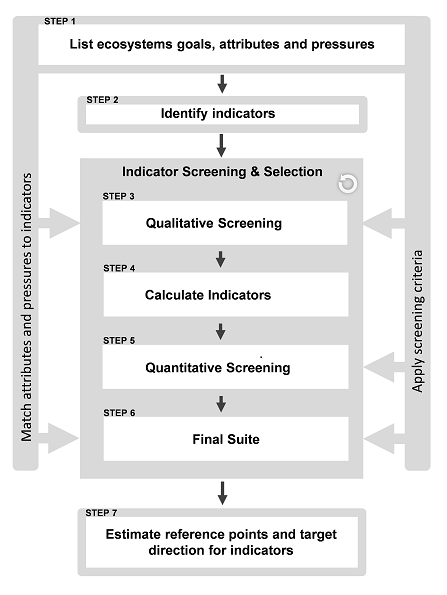 STEP 1
List ecosystems goals, attributes and pressures
STEP 2
Identify indicators
Indicator Screening & Selection
STEP 3
Qualitative Screening
STEP 4
Calculate Indicators
STEP 5
Quantitative Screening
STEP 6
Final Suite
STEP 7
Estimate reference points and target
direction for indicators
Match attributes and pressures to indicators
Apply screening criteria